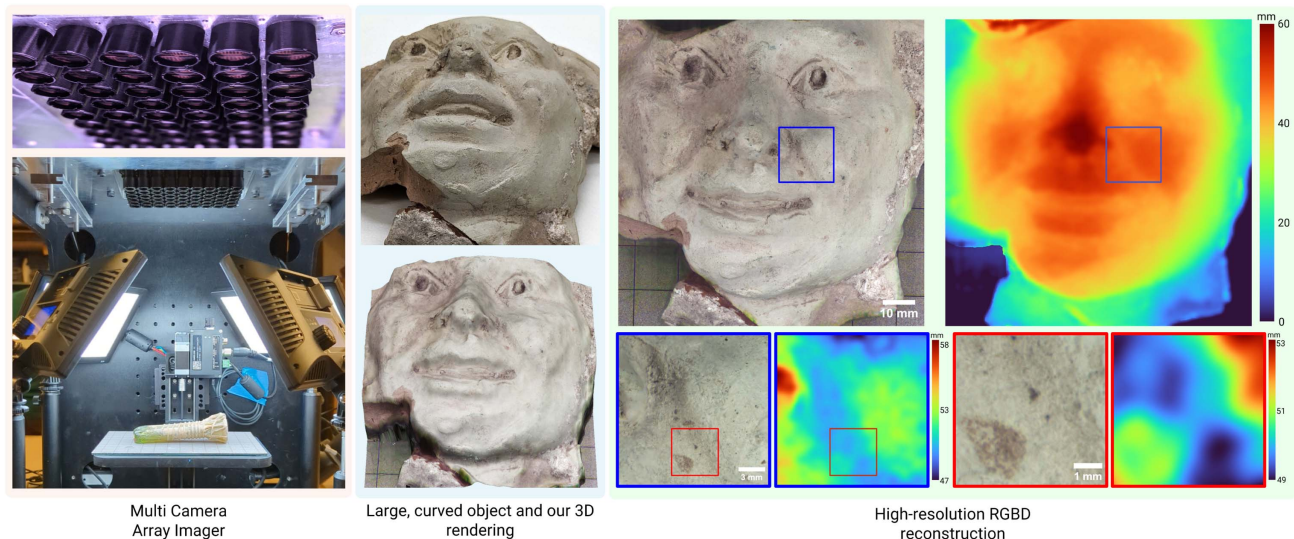 mm
60
40
20
0
10 mm
mm
58
53
47
3 mm
mm
53
51
49
1 mm
Multi Camera
Array Imager
Large, curved object and our 3D
rendering
High-resolution RGBD
reconstruction